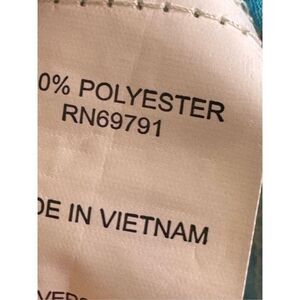 0% POLYESTER
RN69791
DE IN VIETNAM